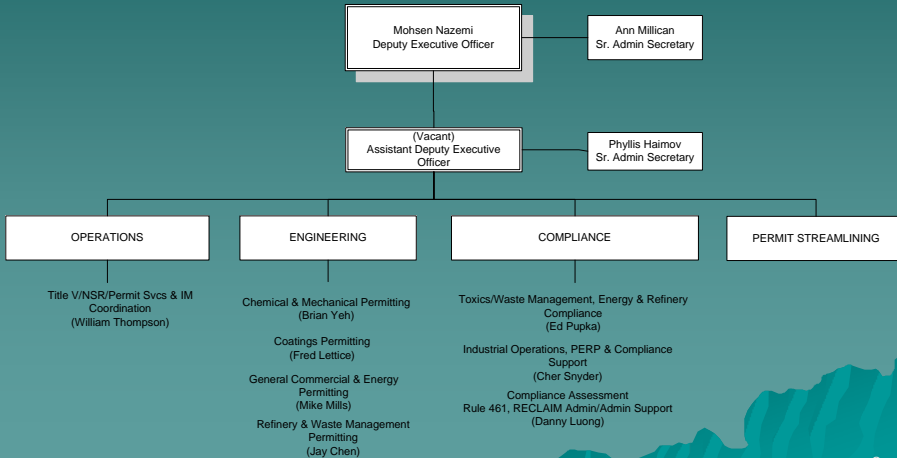 Mohsen Nazemi
Deputy Executive Officer
Ann Millican
Sr. Admin Secretary
(Vacant)
Assistant Deputy Executive
Officer
Phyllis Haimov
Sr. Admin Secretary
OPERATIONS
ENGINEERING
COMPLIANCE
PERMIT STREAMLINING
Title V/NSR/Permit Svcs & IM
Coordination
(William Thompson)
Chemical & Mechanical Permitting
(Brian Yeh)
Coatings Permitting
(Fred Lettice)
General Commercial & Energy
Permitting
(Mike Mills)
Refinery & Waste Management
Permitting
(Jay Chen)
Toxics/Waste Management, Energy & Refinery
Compliance
(Ed Pupka)
Industrial Operations, PERP & Compliance
Support
(Cher Snyder)
Compliance Assessment
Rule 461, RECLAIM Admin/Admin Support
(Danny Luong)